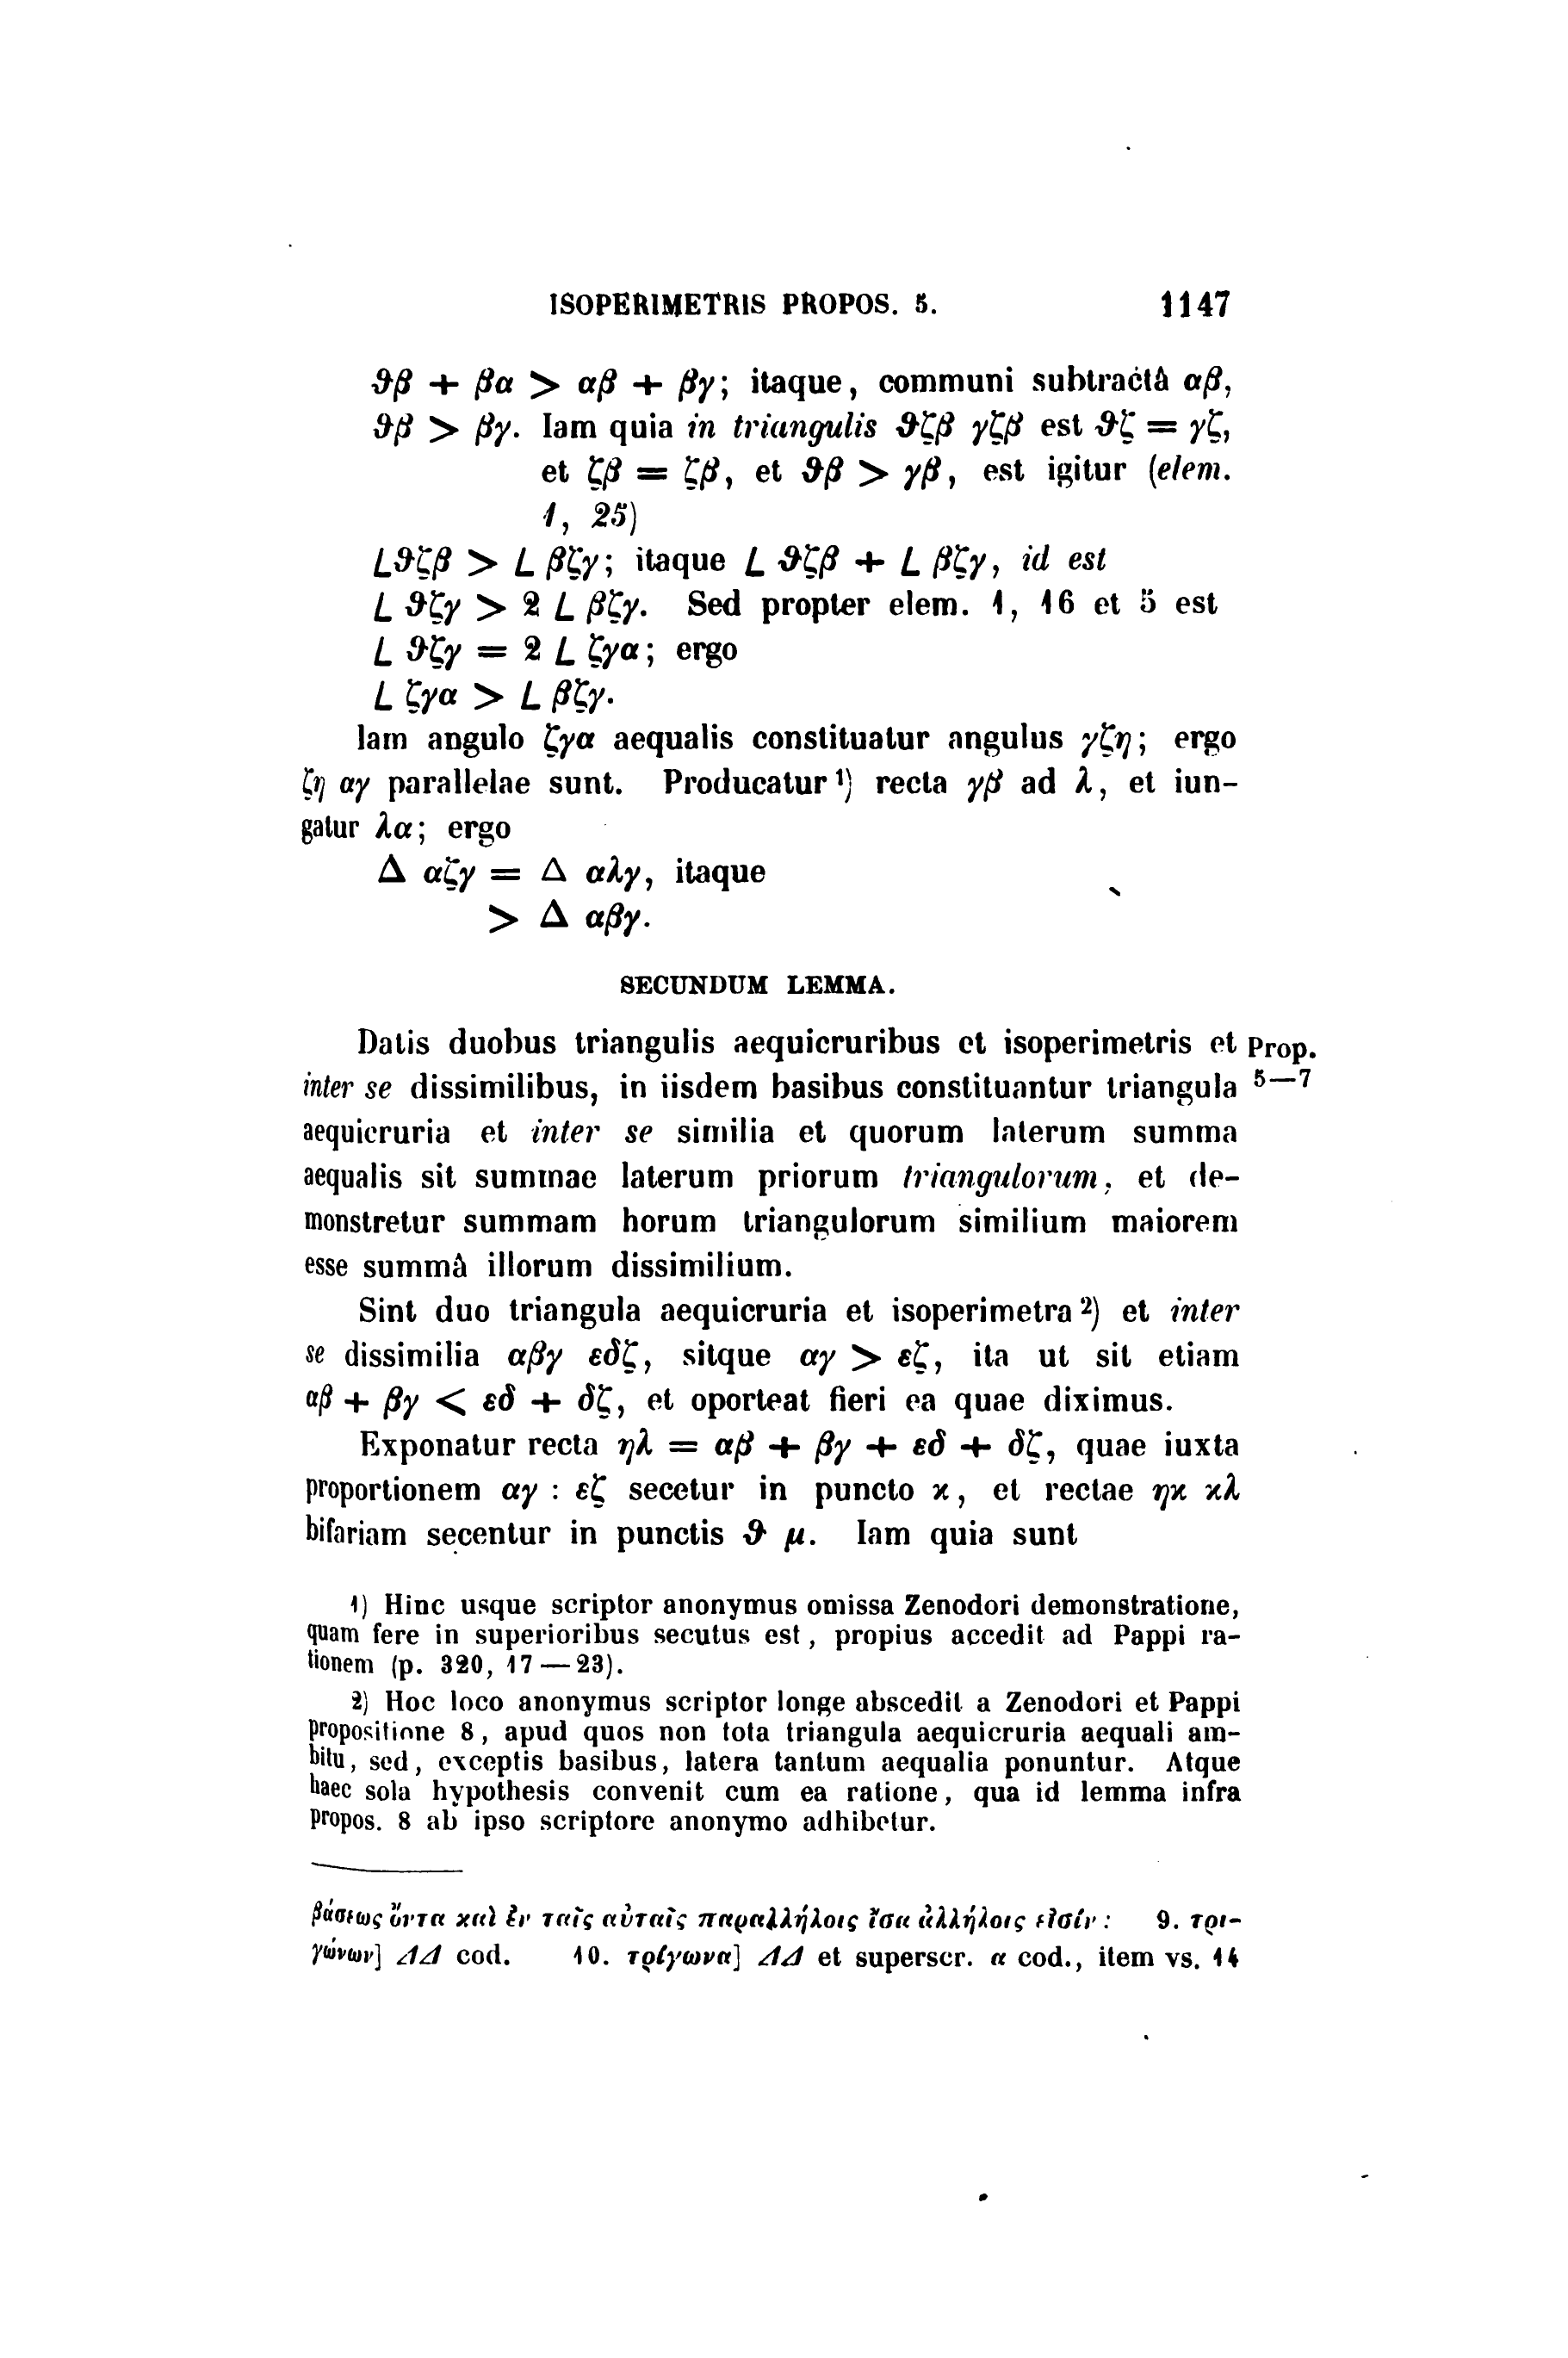 ISOPERIMETRIS PROPOS. 5. 1147
ϑβ + βα > αβ + βγ; itaque, communi subtractâ αβ,
ϑβ > βγ. Iam quia in triangulis ϑζβ γζβ est ϑζ = γζ,
et ζβ = ζβ, et ϑβ > γβ, est igitur (elem.
1, 25)
L ϑζβ > L βζγ; itaque L ϑζβ + L βζγ, id est
L ϑζγ > 2 L βζγ. Sed propter elem. 1, 16 et 5 est
L ϑζγ = 2 L ζγα; ergo
L ζγα > L βζγ.
Iam angulo ζγα aequalis constituatur angulus γζη; ergo
ζη αγ parallelae sunt. Producatur ¹) recta γβ ad λ, et iun-
gatur λα; ergo
Δ αζγ = Δ αλγ, itaque
> Δ αβγ.
SECUNDUM LEMMA.
Datis duobus triangulis aequicruribus et isoperimetris et Prop.
inter se dissimilibus, in iisdem basibus constituantur triangula 5—7
aequicruria et inter se similia et quorum laterum summa
aequalis sit summae laterum priorum triangulorum, et de-
monstretur summam horum triangulorum similium maiorem
esse summâ illorum dissimilium.
Sint duo triangula aequicruria et isoperimetra ²) et inter
se dissimilia αβγ εδζ, sitque αγ > εζ, ita ut sit etiam
αβ + βγ < εδ + δζ, et oporteat fieri ea quae diximus.
Exponatur recta ηλ = αβ + βγ + εδ + δζ, quae iuxta
proportionem αγ : εζ secetur in puncto κ, et rectae ηκ κλ
bifariam secentur in punctis ϑ μ. Iam quia sunt
1) Hinc usque scriptor anonymus omissa Zenodori demonstratione,
quam fere in superioribus secutus est, propius accedit ad Pappi ra-
tionem (p. 320, 17—23).
2) Hoc loco anonymus scriptor longe abscedit a Zenodori et Pappi
propositione 8, apud quos non tota triangula aequicruria aequali am-
bitu, sed, exceptis basibus, latera tantum aequalia ponuntur. Atque
haec sola hypothesis convenit cum ea ratione, qua id lemma infra
propos. 8 ab ipso scriptore anonymo adhibetur.
βάσεως ὄντα καὶ ἐν ταῖς αὐταῖς παραλλήλοις ἴσα ἀλλήλοις εἰσίν: 9. τρι-
γώνων] ΔΔ cod. 10. τρίγωνα] ΔΔ et superscr. α cod., item vs. 14